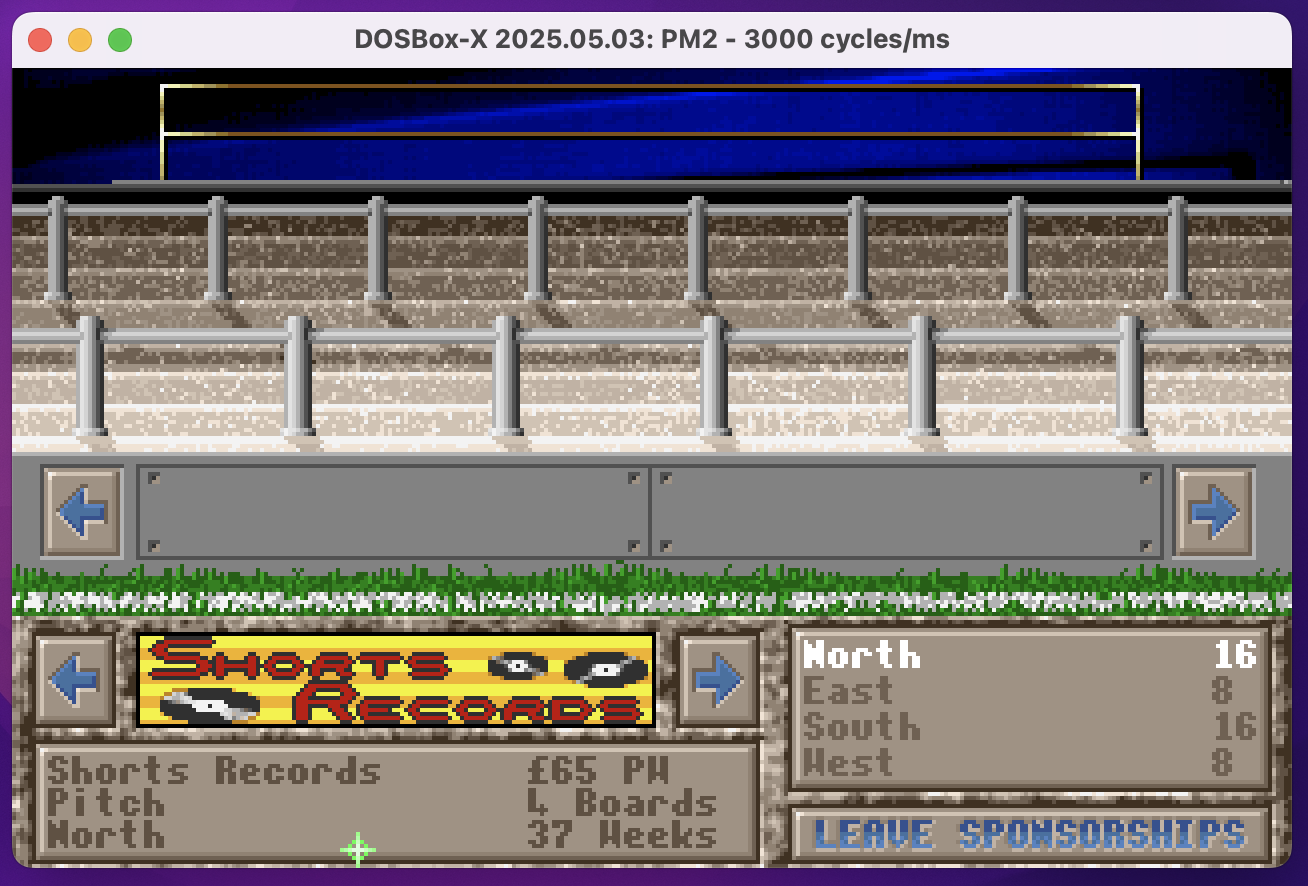 DOSBox-X 2025.05.03: PM2 - 3000 cycles/ms
SHORTS
RECORDS
North 16
East 8
South 16
West 8
Shorts Records £65 PW
Pitch 4 Boards
North 37 Weeks
LEAVE SPONSORSHIPS